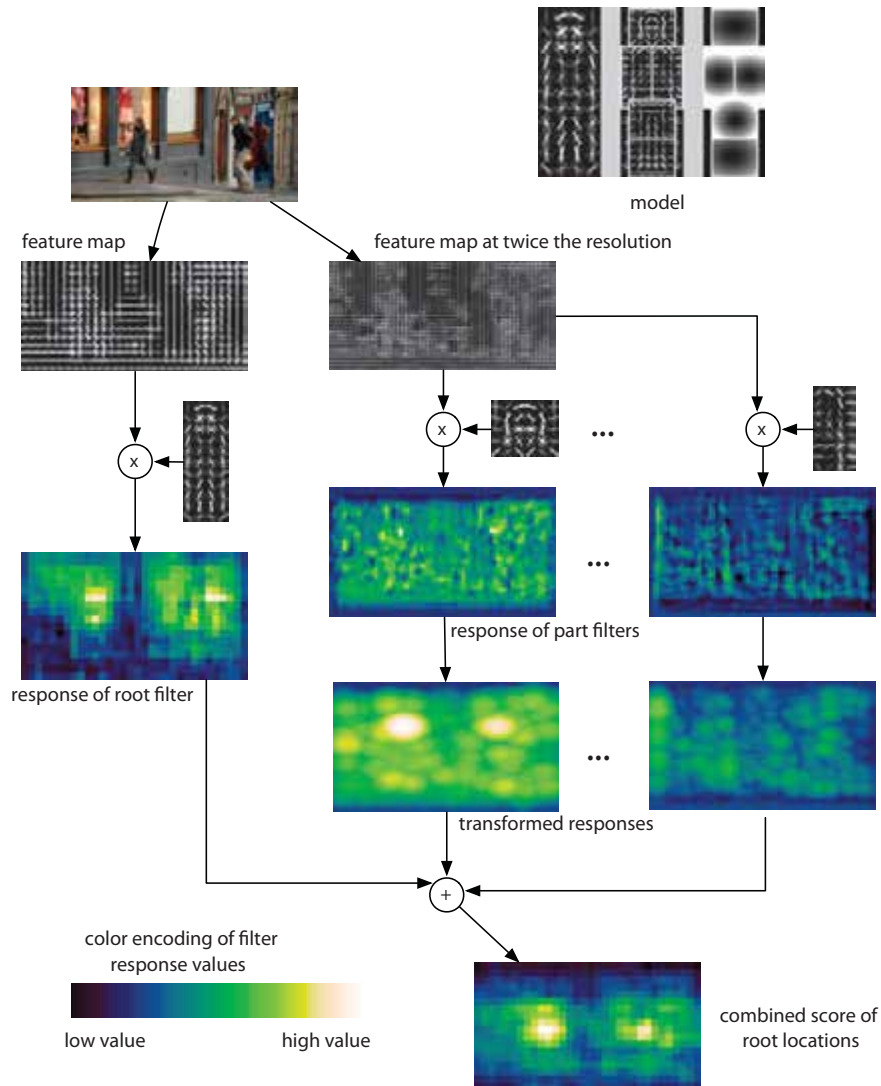 model
feature map
feature map at twice the resolution
x
x
x
...
...
response of part filters
response of root filter
...
transformed responses
+
color encoding of filter
response values
low value
high value
combined score of
root locations